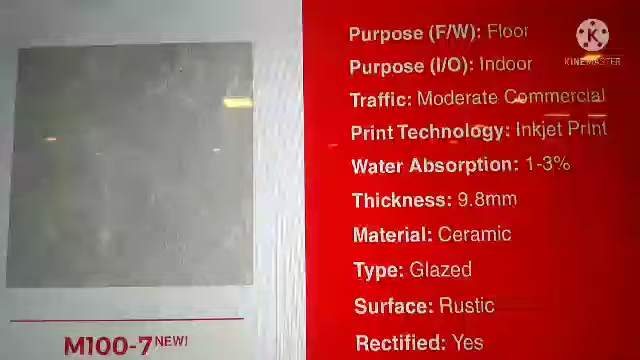 Purpose (F/W): Floor
Purpose (I/O): Indoor
Traffic: Moderate Commercial
Print Technology: Inkjet Print
Water Absorption: 1-3%
Thickness: 9.8mm
Material: Ceramic
Type: Glazed
Surface: Rustic
Rectified: Yes
M100-7 NEW!
K
KINEMASTER